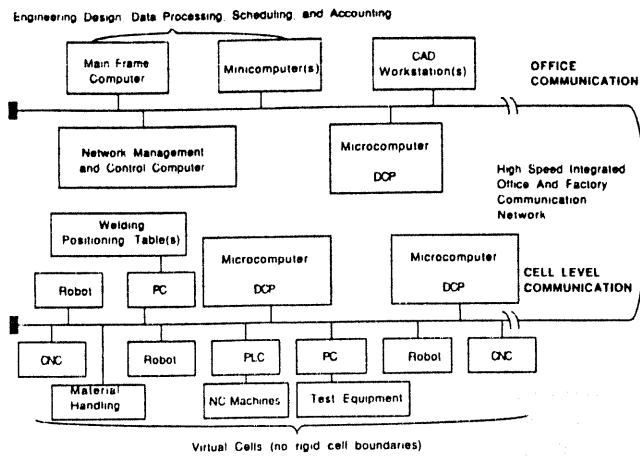 Engineering Design, Data Processing, Scheduling, and Accounting
Main Frame
Computer
Minicomputer(s)
CAD
Workstation(s)
OFFICE
COMMUNICATION
Network Management
and Control Computer
Microcomputer
DCP
High Speed Integrated
Office And Factory
Communication
Network
Welding
Positioning Table(s)
Microcomputer
DCP
Microcomputer
DCP
CELL LEVEL
COMMUNICATION
Robot
PC
CNC
Robot
PLC
PC
Robot
CNC
Material
Handling
NC Machines
Test Equipment
Virtual Cells (no rigid cell boundaries)